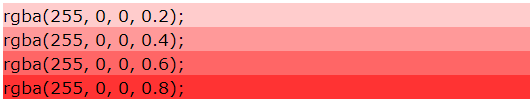 rgba(255, 0, 0, 0.2);
rgba(255, 0, 0, 0.4);
rgba(255, 0, 0, 0.6);
rgba(255, 0, 0, 0.8);